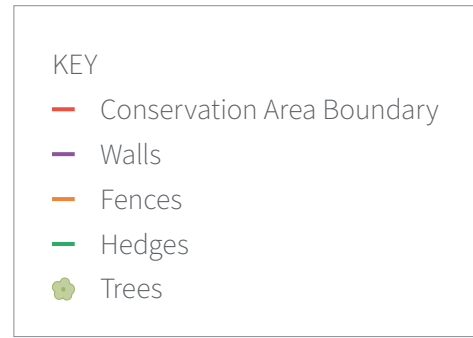 KEY
Conservation Area Boundary
Walls
Fences
Hedges
Trees